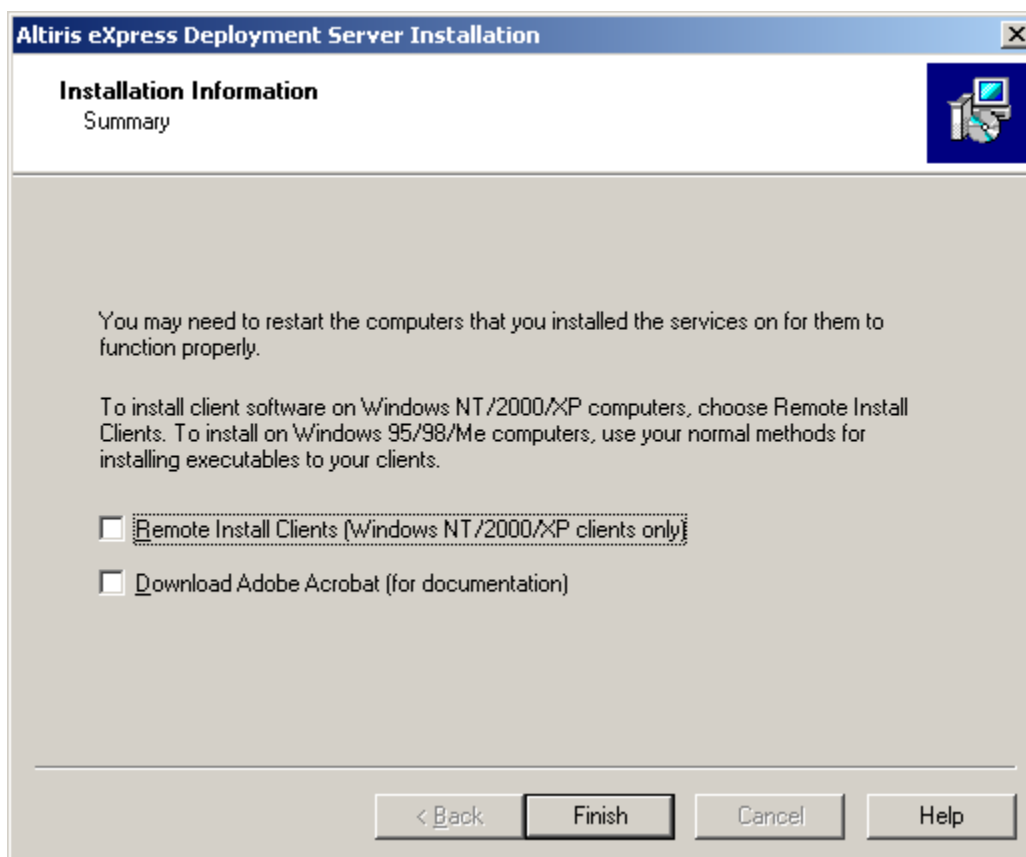 Altiris eXpress Deployment Server Installation
Installation Information
Summary
You may need to restart the computers that you installed the services on for them to
function properly.
To install client software on Windows NT/2000/XP computers, choose Remote Install
Clients. To install on Windows 95/98/Me computers, use your normal methods for
installing executables to your clients.
Remote Install Clients (Windows NT/2000/XP clients only)
Download Adobe Acrobat (for documentation)
< Back Finish Cancel Help